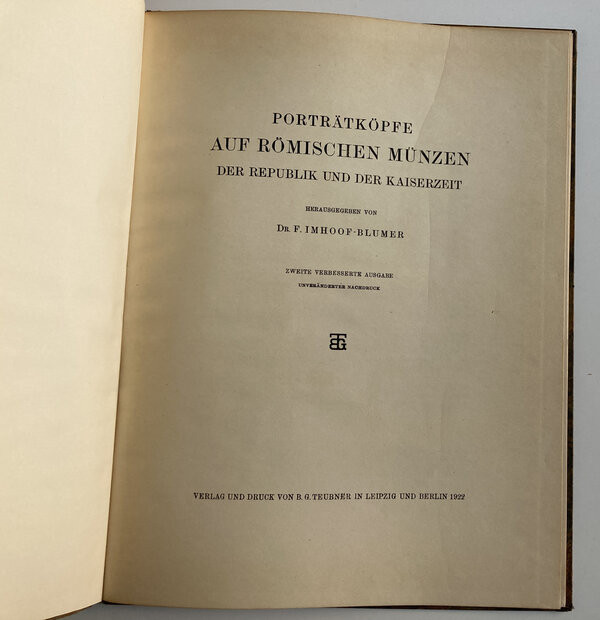 PORTRÄTKÖPFE
AUF RÖMISCHEN MÜNZEN
DER REPUBLIK UND DER KAISERZEIT
HERAUSGEGEBEN VON
DR. F. IMHOOF-BLUMER
ZWEITE VERBESSERTE AUSGABE
UNVERÄNDERTER NACHDRUCK
BTG
VERLAG UND DRUCK VON B. G. TEUBNER IN LEIPZIG UND BERLIN 1922